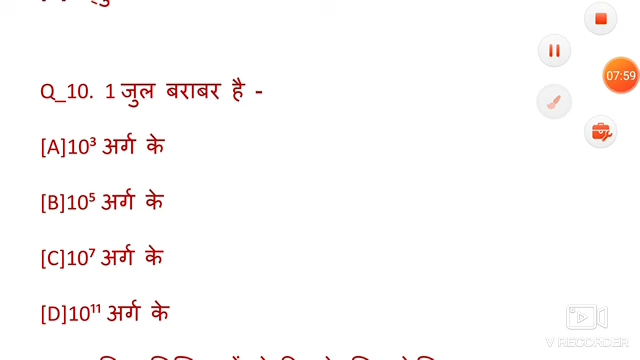 Q_10. 1 जुल बराबर है -
[A]10³ अर्ग के
[B]10⁵ अर्ग के
[C]10⁷ अर्ग के
[D]10¹¹ अर्ग के
07:59
V RECORDER